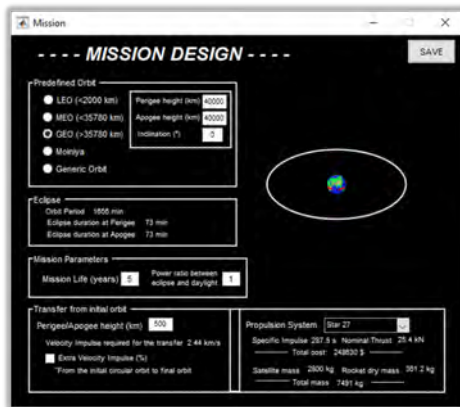 Mission
- - - - MISSION DESIGN - - - -
SAVE
Predefined Orbit
LEO (<2000 km)
MEO (<35780 km)
GEO (>35780 km)
Molniya
Generic Orbit
Perigee height (km) 40000
Apogee height (km) 40000
Inclination (°) 0
Eclipse
Orbit Period 1656 min
Eclipse duration at Perigee 73 min
Eclipse duration at Apogee 73 min
Mission Parameters
Mission Life (years) 5
Power ratio between
eclipse and daylight 1
Transfer from initial orbit
Perigee/Apogee height (km) 500
Velocity Impulse required for the transfer 2.44 km/s
Extra Velocity Impulse (%)
"From the initial circular orbit to final orbit
Propulsion System Star 27
Specific Impulse 287.8 s Nominal Thrust 25.4 kN
Total cost 248630 $
Satellite mass 2800 kg Rocket dry mass 361.2 kg
Total mass 7491 kg